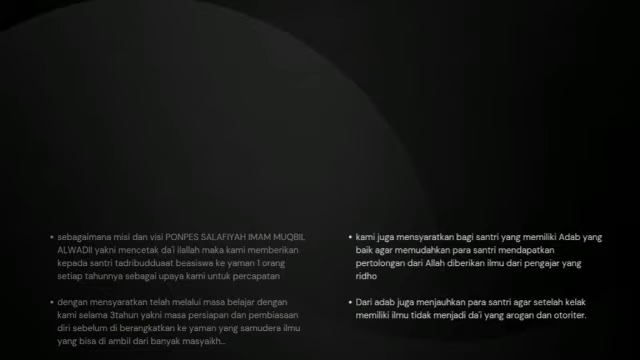 • sebagaimana misi dan visi PONPES SALAFIYAH IMAM MUQBIL
ALWADII yakni mencetak da'i ilallah maka kami memberikan
kepada santri tadribudduaat beasiswa ke yaman 1 orang
setiap tahunnya sebagai upaya kami untuk percapatan
• dengan mensyaratkan telah melalui masa belajar dengan
kami selama 3tahun yakni masa persiapan dan pembiasaan
diri sebelum di berangkatkan ke yaman yang samudera ilmu
yang bisa di ambil dari banyak masyaikh...
• kami juga mensyaratkan bagi santri yang memiliki Adab yang
baik agar memudahkan para santri mendapatkan
pertolongan dari Allah diberikan ilmu dari pengajar yang
ridho
• Dari adab juga menjauhkan para santri agar setelah kelak
memiliki ilmu tidak menjadi da'i yang arogan dan otoriter.